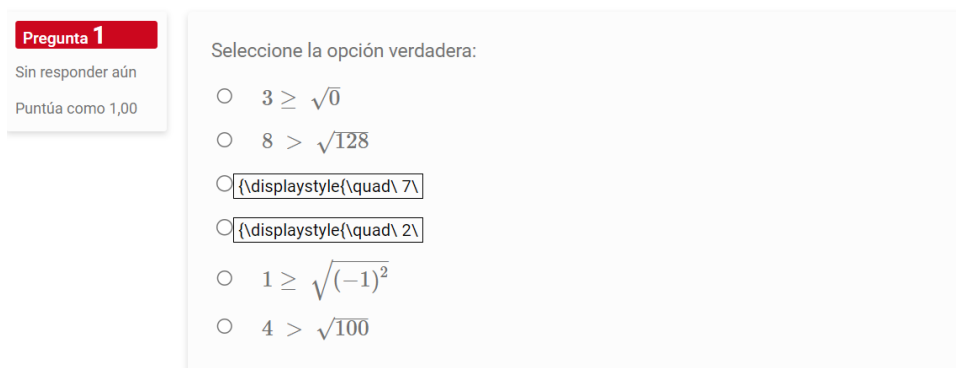 Pregunta 1
Sin responder aún
Puntúa como 1,00
Seleccione la opción verdadera:
3 ≥ √0
8 > √128
{\displaystyle{\quad\ 7\
{\displaystyle{\quad\ 2\
1 ≥ √(−1)²
4 > √100